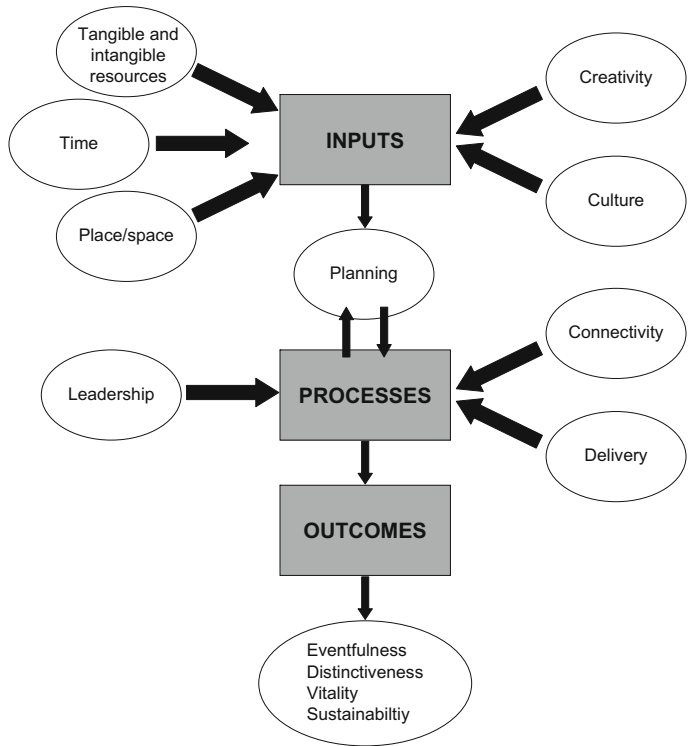 Tangible and
intangible
resources
Creativity
INPUTS
Time
Culture
Place/space
Planning
Connectivity
Leadership
PROCESSES
Delivery
OUTCOMES
Eventfulness
Distinctiveness
Vitality
Sustainabiltiy